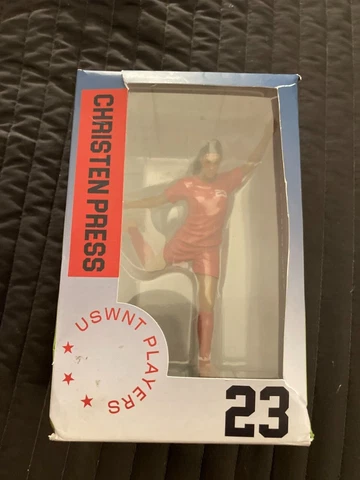 CHRISTEN PRESS
USWNT PLAYERS
23